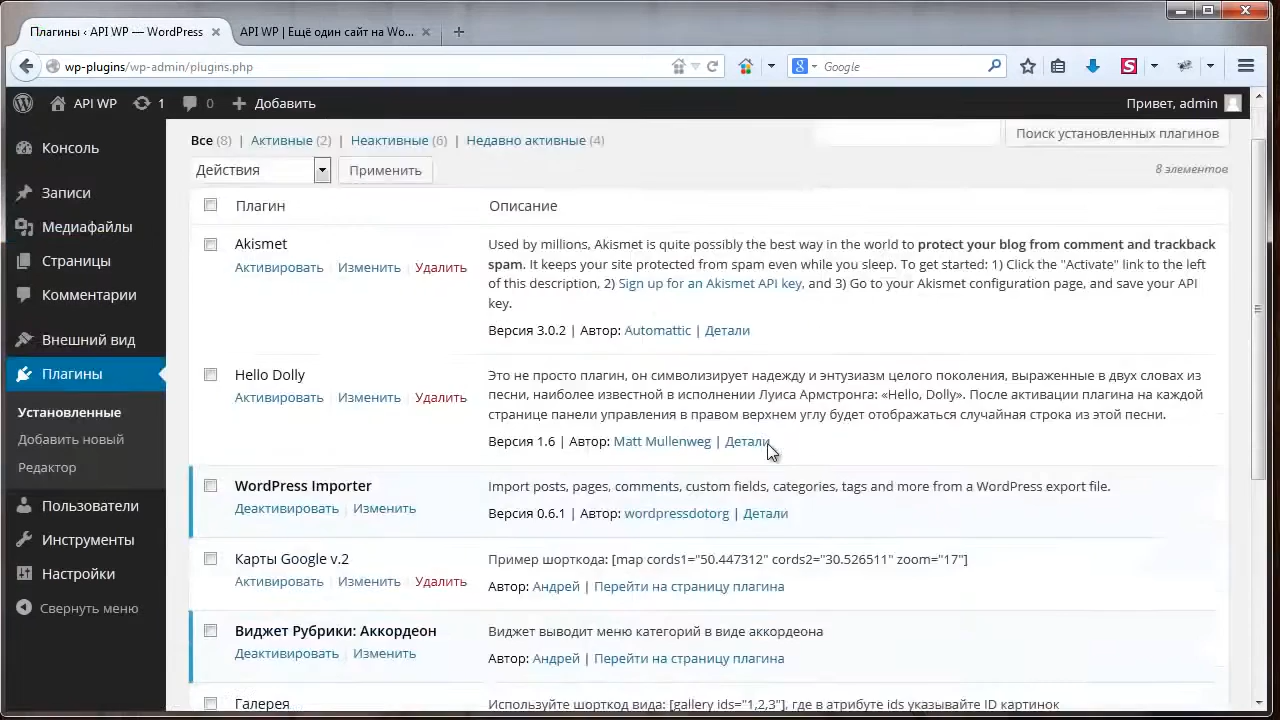 Плагины ‹ API WP — WordPress
API WP | Ещё один сайт на Wo...
wp-plugins/wp-admin/plugins.php
Google
API WP 1 0 Добавить Привет, admin
Консоль
Записи
Медиафайлы
Страницы
Комментарии
Внешний вид
Плагины
Установленные
Добавить новый
Редактор
Пользователи
Инструменты
Настройки
Свернуть меню
Все (8) | Активные (2) | Неактивные (6) | Недавно активные (4)
Поиск установленных плагинов
Действия Применить
8 элементов
Плагин Описание
Akismet
Активировать | Изменить | Удалить
Used by millions, Akismet is quite possibly the best way in the world to protect your blog from comment and trackback
spam. It keeps your site protected from spam even while you sleep. To get started: 1) Click the "Activate" link to the left
of this description, 2) Sign up for an Akismet API key, and 3) Go to your Akismet configuration page, and save your API
key.
Версия 3.0.2 | Автор: Automattic | Детали
Hello Dolly
Активировать | Изменить | Удалить
Это не просто плагин, он символизирует надежду и энтузиазм целого поколения, выраженные в двух словах из
песни, наиболее известной в исполнении Луиса Армстронга: «Hello, Dolly». После активации плагина на каждой
странице панели управления в правом верхнем углу будет отображаться случайная строка из этой песни.
Версия 1.6 | Автор: Matt Mullenweg | Детали
WordPress Importer
Деактивировать | Изменить
Import posts, pages, comments, custom fields, categories, tags and more from a WordPress export file.
Версия 0.6.1 | Автор: wordpressdotorg | Детали
Карты Google v.2
Активировать | Изменить | Удалить
Пример шорткода: [map cords1="50.447312" cords2="30.526511" zoom="17"]
Автор: Андрей | Перейти на страницу плагина
Виджет Рубрики: Аккордеон
Деактивировать | Изменить
Виджет выводит меню категорий в виде аккордеона
Автор: Андрей | Перейти на страницу плагина
Галерея
Используйте шорткод вида: [gallery ids="1,2,3"], где в атрибуте ids указывайте ID картинок